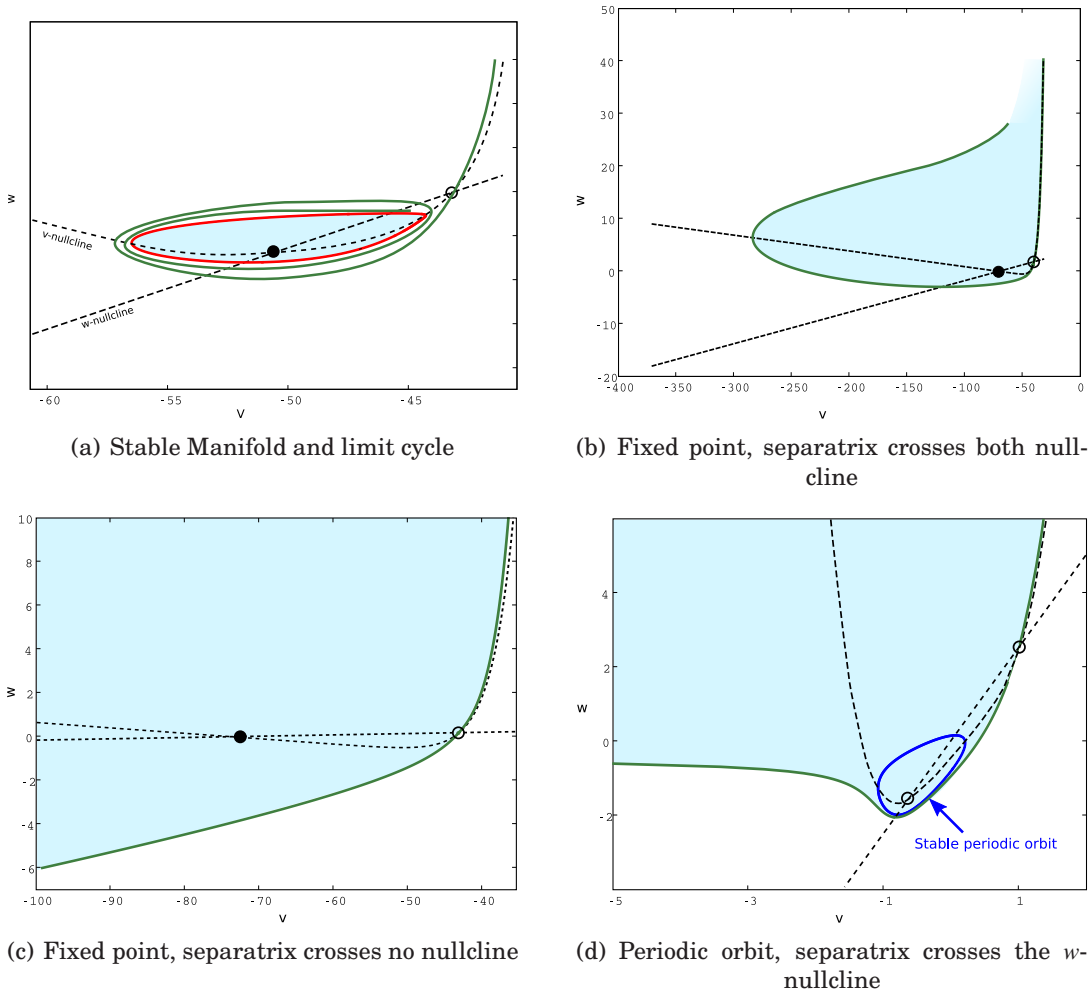 w
v-nullcline
w-nullcline
-60 -55 -50 -45
v
(a) Stable Manifold and limit cycle
50
40
30
20
w
10
0
-10
-20
-400 -350 -300 -250 -200 -150 -100 -50 0
v
(b) Fixed point, separatrix crosses both null-
cline
10
8
6
4
2
w
0
-2
-4
-6
-100 -90 -80 -70 -60 -50 -40
v
(c) Fixed point, separatrix crosses no nullcline
4
2
w
0
-2
Stable periodic orbit
-5 -3 -1 1
v
(d) Periodic orbit, separatrix crosses the w-
nullcline